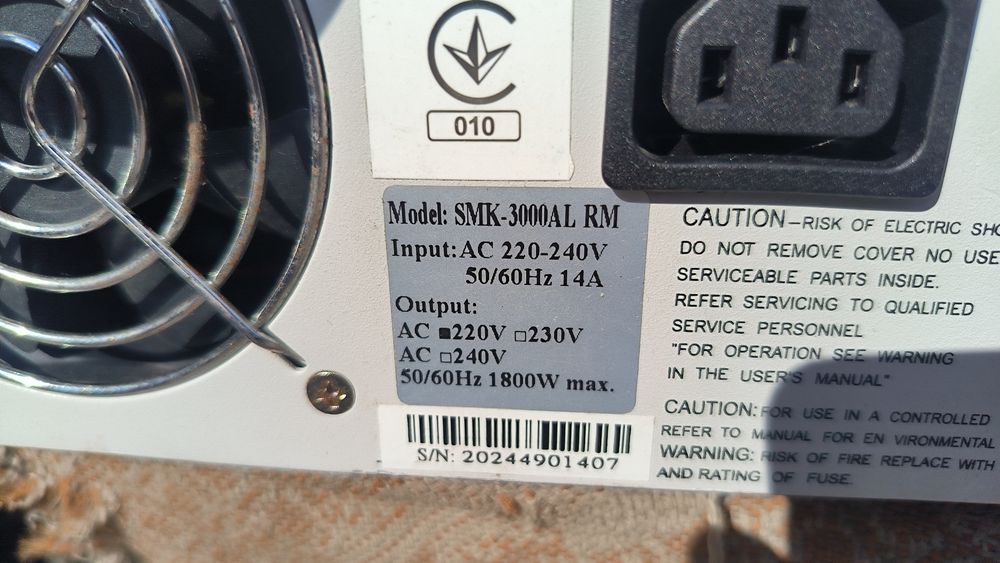 010
Model: SMK-3000AL RM
Input: AC 220-240V
50/60Hz 14A
Output:
AC ■220V □230V
AC □240V
50/60Hz 1800W max.
S/N: 20244901407
CAUTION-RISK OF ELECTRIC
DO NOT REMOVE COVER NO USE
SERVICEABLE PARTS INSIDE.
REFER SERVICING TO QUALIFIED
SERVICE PERSONNEL
"FOR OPERATION SEE WARNING
IN THE USER'S MANUAL"
CAUTION: FOR USE IN A CONTROLLED
REFER TO MANUAL FOR EN VIRONMENTAL
WARNING: RISK OF FIRE REPLACE WITH
AND RATING OF FUSE.